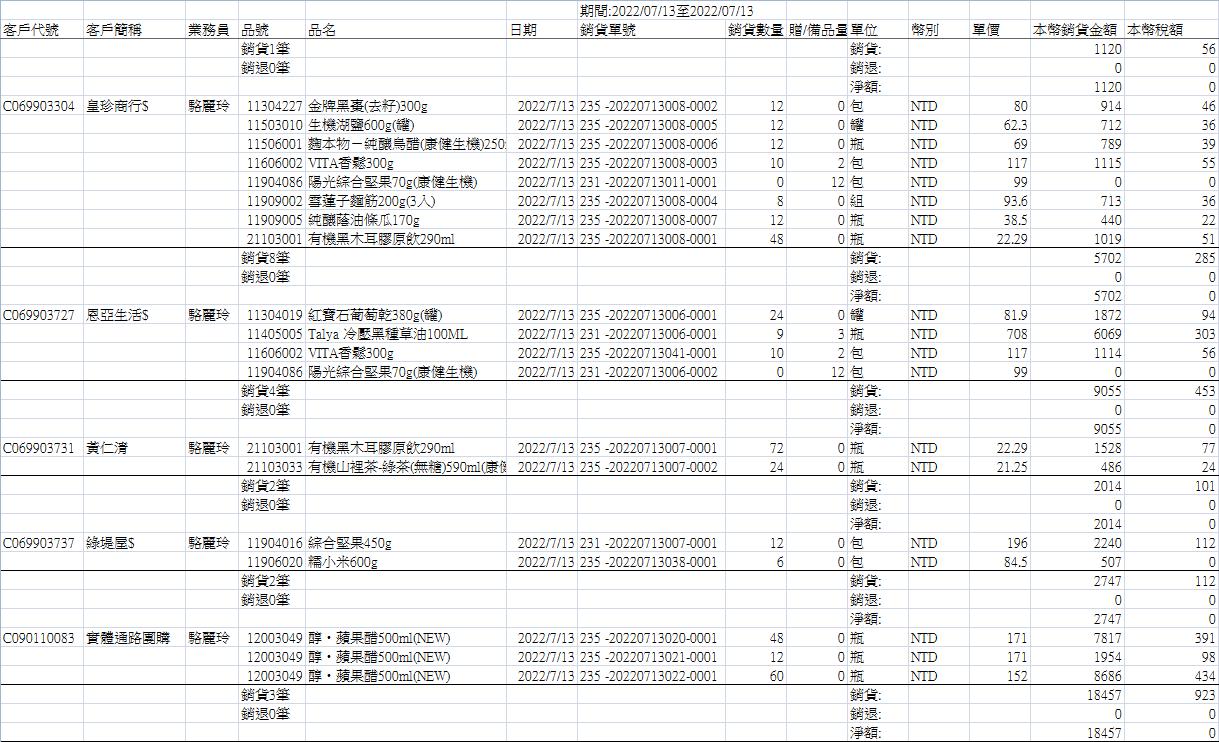 期間:2022/07/13至2022/07/13
客戶代號 客戶簡稱 業務員 品號 品名 日期 銷貨單號 銷貨數量 贈/備品量 單位 幣別 單價 本幣銷貨金額 本幣稅額
銷貨1筆 銷貨: 1120 56
銷退0筆 銷退: 0 0
淨額: 1120 0
C069903304 皇珍商行$ 駱麗玲 11304227 金牌黑棗(去籽)300g 2022/7/13 235 -20220713008-0002 12 0 包 NTD 80 914 46
11503010 生機湖鹽600g(罐) 2022/7/13 235 -20220713008-0005 12 0 罐 NTD 62.3 712 36
11506001 麴本物－純釀烏醋(康健生機)250 2022/7/13 235 -20220713008-0006 12 0 瓶 NTD 69 789 39
11606002 VITA香鬆300g 2022/7/13 235 -20220713008-0003 10 2 包 NTD 117 1115 55
11904086 陽光綜合堅果70g(康健生機) 2022/7/13 231 -20220713011-0001 0 12 包 NTD 99 0 0
11909002 雪蓮子麵筋200g(3入) 2022/7/13 235 -20220713008-0004 8 0 組 NTD 93.6 713 36
11909005 純釀蔭油條瓜170g 2022/7/13 235 -20220713008-0007 12 0 瓶 NTD 38.5 440 22
21103001 有機黑木耳膠原飲290ml 2022/7/13 235 -20220713008-0001 48 0 瓶 NTD 22.29 1019 51
銷貨8筆 銷貨: 5702 285
銷退0筆 銷退: 0 0
淨額: 5702 0
C069903727 恩亞生活$ 駱麗玲 11304019 紅寶石葡萄乾380g(罐) 2022/7/13 235 -20220713006-0001 24 0 罐 NTD 81.9 1872 94
11405005 Talya 冷壓黑種草油100ML 2022/7/13 231 -20220713006-0001 9 3 瓶 NTD 708 6069 303
11606002 VITA香鬆300g 2022/7/13 235 -20220713041-0001 10 2 包 NTD 117 1114 56
11904086 陽光綜合堅果70g(康健生機) 2022/7/13 231 -20220713006-0002 0 12 包 NTD 99 0 0
銷貨4筆 銷貨: 9055 453
銷退0筆 銷退: 0 0
淨額: 9055 0
C069903731 黃仁清 駱麗玲 21103001 有機黑木耳膠原飲290ml 2022/7/13 235 -20220713007-0001 72 0 瓶 NTD 22.29 1528 77
21103033 有機山裡茶-綠茶(無糖)590ml(康健 2022/7/13 235 -20220713007-0002 24 0 瓶 NTD 21.25 486 24
銷貨2筆 銷貨: 2014 101
銷退0筆 銷退: 0 0
淨額: 2014 0
C069903737 綠堤屋$ 駱麗玲 11904016 綜合堅果450g 2022/7/13 231 -20220713007-0001 12 0 包 NTD 196 2240 112
11906020 糯小米600g 2022/7/13 235 -20220713038-0001 6 0 包 NTD 84.5 507 0
銷貨2筆 銷貨: 2747 112
銷退0筆 銷退: 0 0
淨額: 2747 0
C090110083 實體通路團購 駱麗玲 12003049 醇‧蘋果醋500ml(NEW) 2022/7/13 235 -20220713020-0001 48 0 瓶 NTD 171 7817 391
12003049 醇‧蘋果醋500ml(NEW) 2022/7/13 235 -20220713021-0001 12 0 瓶 NTD 171 1954 98
12003049 醇‧蘋果醋500ml(NEW) 2022/7/13 235 -20220713022-0001 60 0 瓶 NTD 152 8686 434
銷貨3筆 銷貨: 18457 923
銷退0筆 銷退: 0 0
淨額: 18457 0